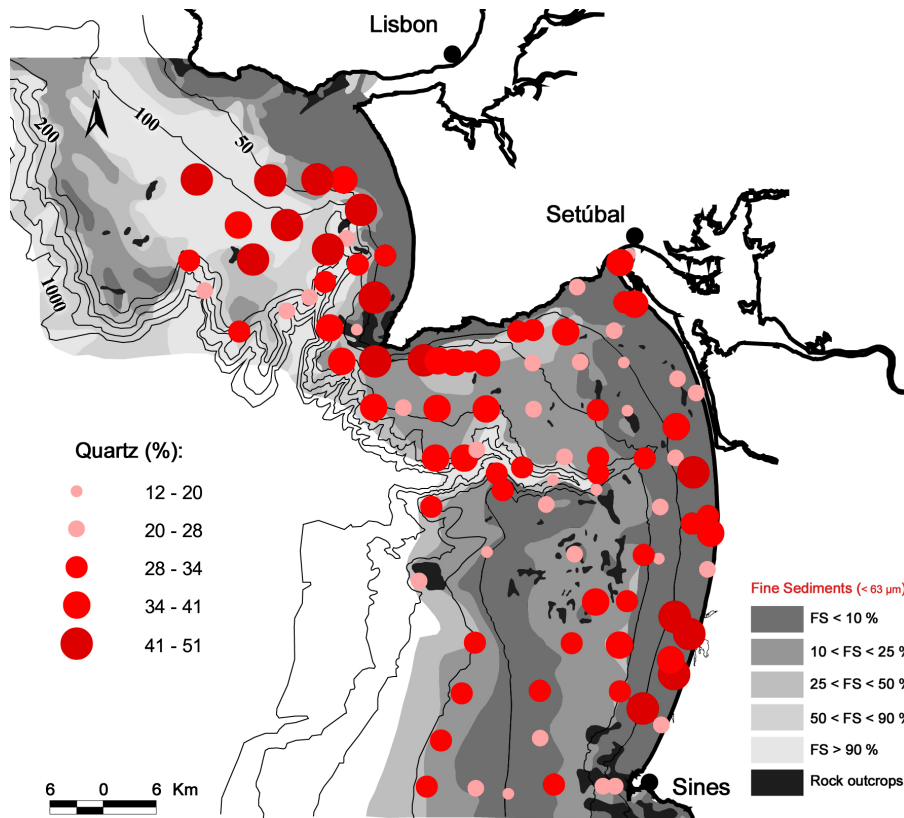 Lisbon
N
200
100
50
1000
Setúbal
Quartz (%):
12 - 20
20 - 28
28 - 34
34 - 41
41 - 51
Fine Sediments (< 63 µm)
FS < 10 %
10 < FS < 25 %
25 < FS < 50 %
50 < FS < 90 %
FS > 90 %
Rock outcrops
6 0 6 Km
Sines